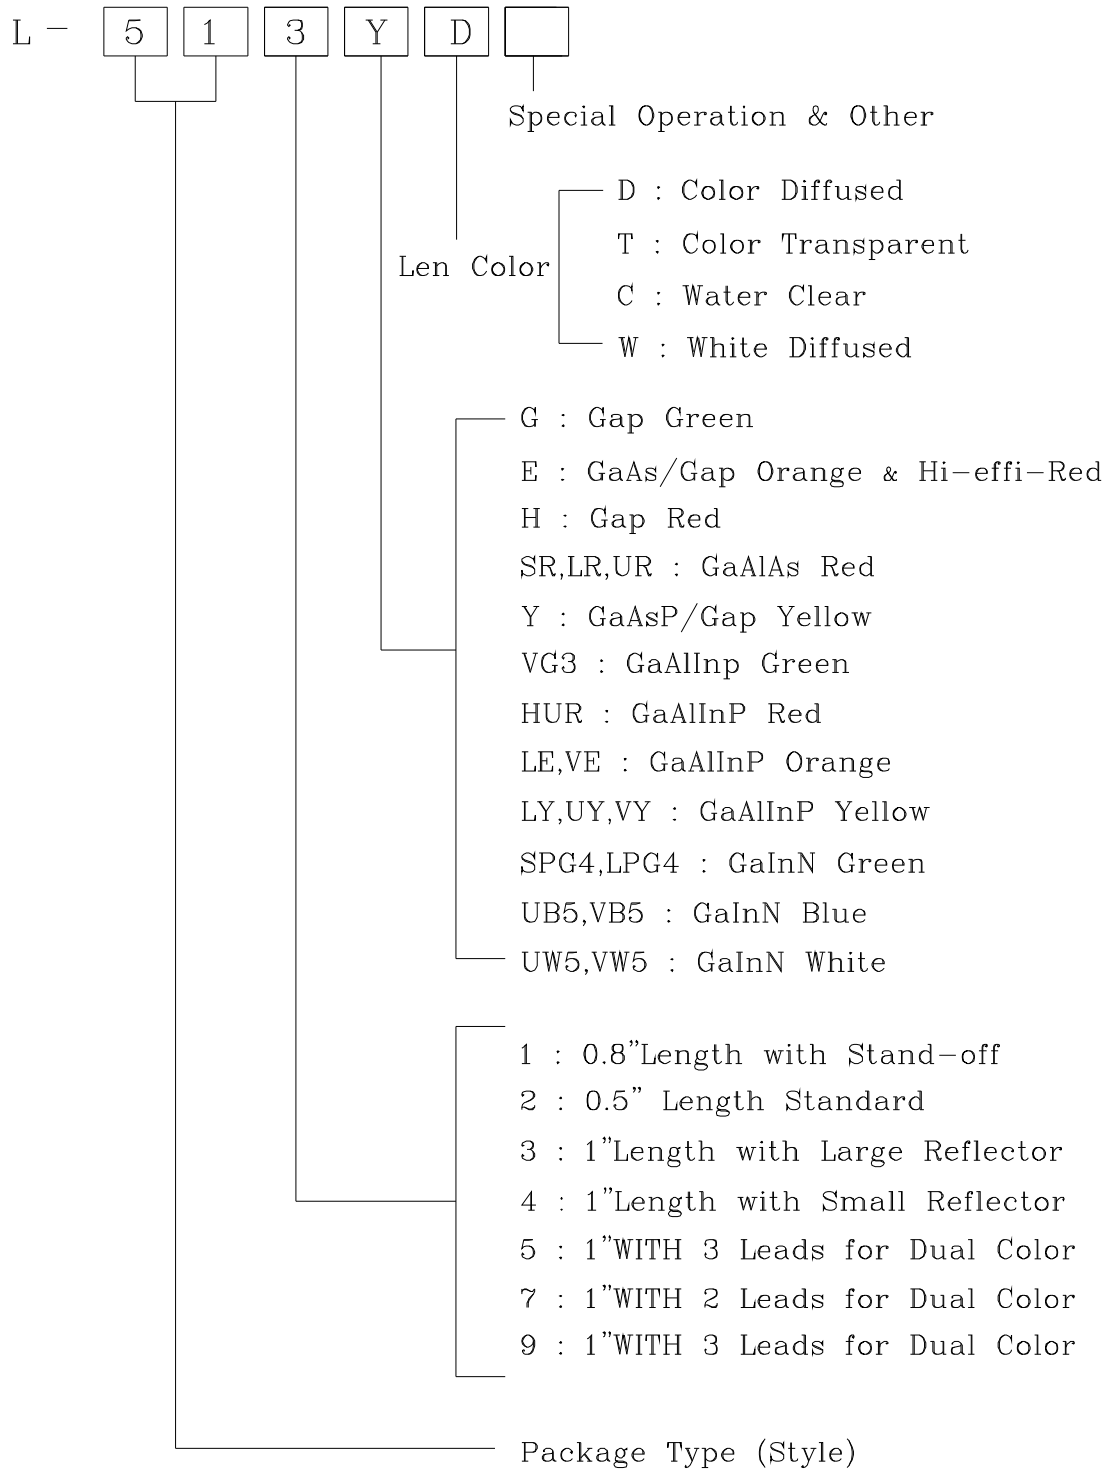 L- 5 1 3 Y D
Special Operation & Other
D : Color Diffused
T : Color Transparent
Len Color
C : Water Clear
W : White Diffused
G : Gap Green
E : GaAs/Gap Orange & Hi-effi-Red
H : Gap Red
SR,LR,UR : GaAlAs Red
Y : GaAsP/Gap Yellow
VG3 : GaAlInp Green
HUR : GaAlInP Red
LE,VE : GaAlInP Orange
LY,UY,VY : GaAlInP Yellow
SPG4,LPG4 : GaInN Green
UB5,VB5 : GaInN Blue
UW5,VW5 : GaInN White
1 : 0.8"Length with Stand-off
2 : 0.5" Length Standard
3 : 1"Length with Large Reflector
4 : 1"Length with Small Reflector
5 : 1"WITH 3 Leads for Dual Color
7 : 1"WITH 2 Leads for Dual Color
9 : 1"WITH 3 Leads for Dual Color
Package Type (Style)